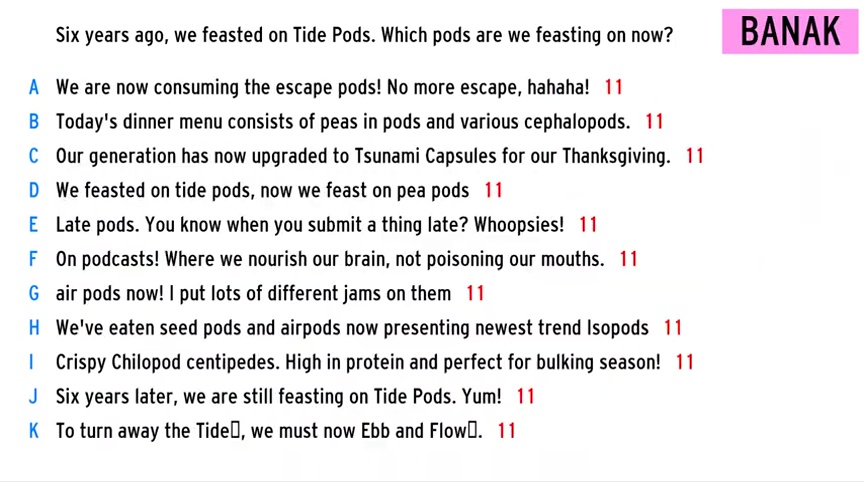 Six years ago, we feasted on Tide Pods. Which pods are we feasting on now?
BANAK
A We are now consuming the escape pods! No more escape, hahaha! 11
B Today's dinner menu consists of peas in pods and various cephalopods. 11
C Our generation has now upgraded to Tsunami Capsules for our Thanksgiving. 11
D We feasted on tide pods, now we feast on pea pods 11
E Late pods. You know when you submit a thing late? Whoopsies! 11
F On podcasts! Where we nourish our brain, not poisoning our mouths. 11
G air pods now! I put lots of different jams on them 11
H We've eaten seed pods and airpods now presenting newest trend Isopods 11
I Crispy Chilopod centipedes. High in protein and perfect for bulking season! 11
J Six years later, we are still feasting on Tide Pods. Yum! 11
K To turn away the Tide▯, we must now Ebb and Flow▯. 11